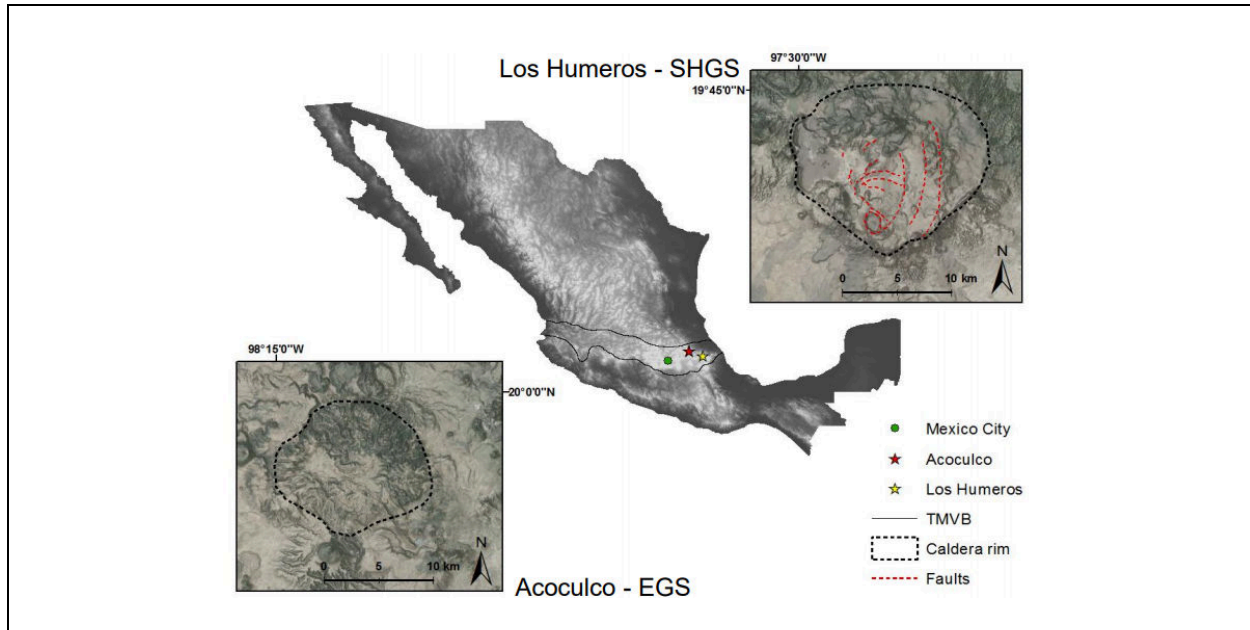 Los Humeros - SHGS
97°30'0"W
19°45'0"N
N
0 5 10 km
98°15'0"W
20°0'0"N
N
0 5 10 km
Acoculco - EGS
Mexico City
Acoculco
Los Humeros
TMVB
Caldera rim
Faults